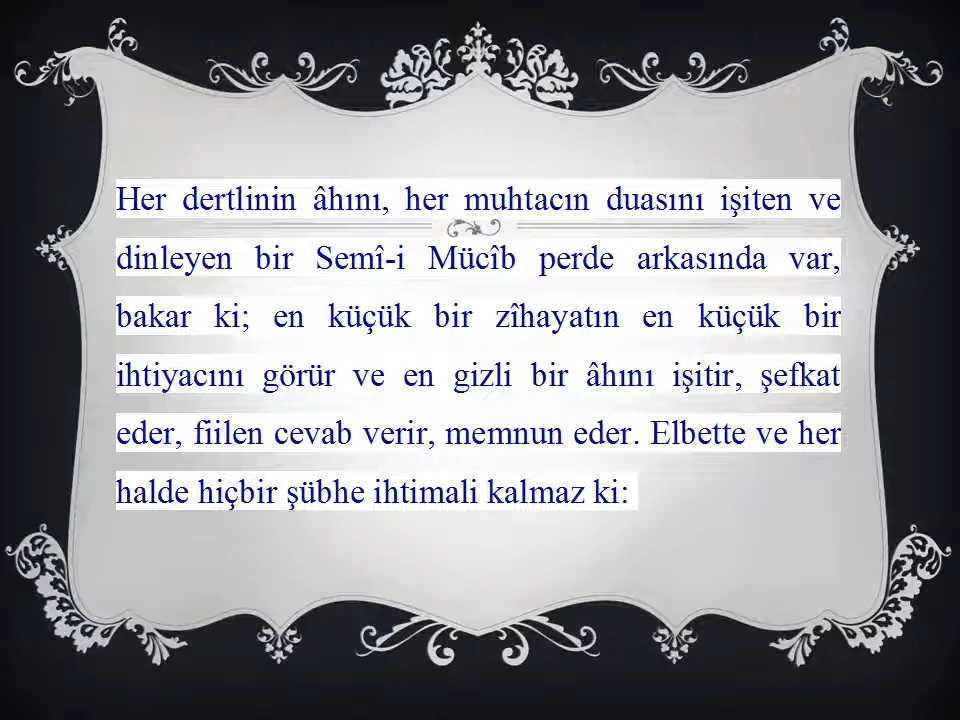 Her dertlinin âhını, her muhtacın duasını işiten ve
dinleyen bir Semî-i Mücîb perde arkasında var,
bakar ki; en küçük bir zîhayatın en küçük bir
ihtiyacını görür ve en gizli bir âhını işitir, şefkat
eder, fiilen cevab verir, memnun eder. Elbette ve her
halde hiçbir şübhe ihtimali kalmaz ki: